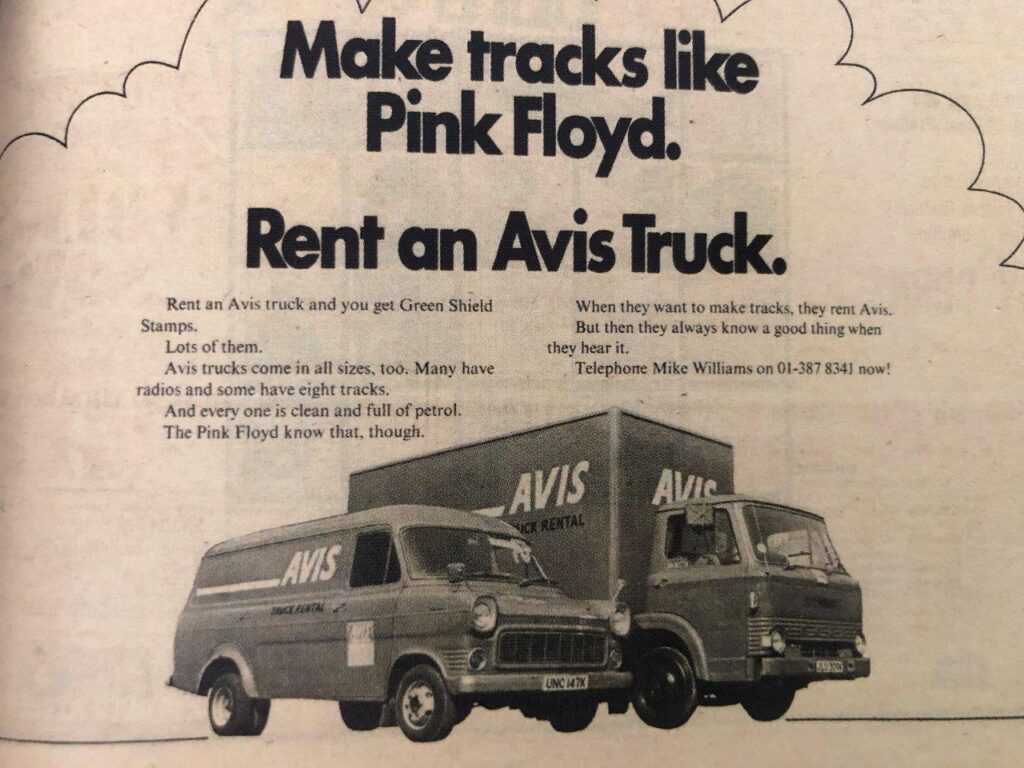 Make tracks like
Pink Floyd.
Rent an Avis Truck.
Rent an Avis truck and you get Green Shield
Stamps.
Lots of them.
Avis trucks come in all sizes, too. Many have
radios and some have eight tracks.
And every one is clean and full of petrol.
The Pink Floyd know that, though.
When they want to make tracks, they rent Avis.
But then they always know a good thing when
they hear it.
Telephone Mike Williams on 01-387 8341 now!
AVIS
TRUCK RENTAL
AVIS
UCK RENTAL
AVIS
UNC 147K